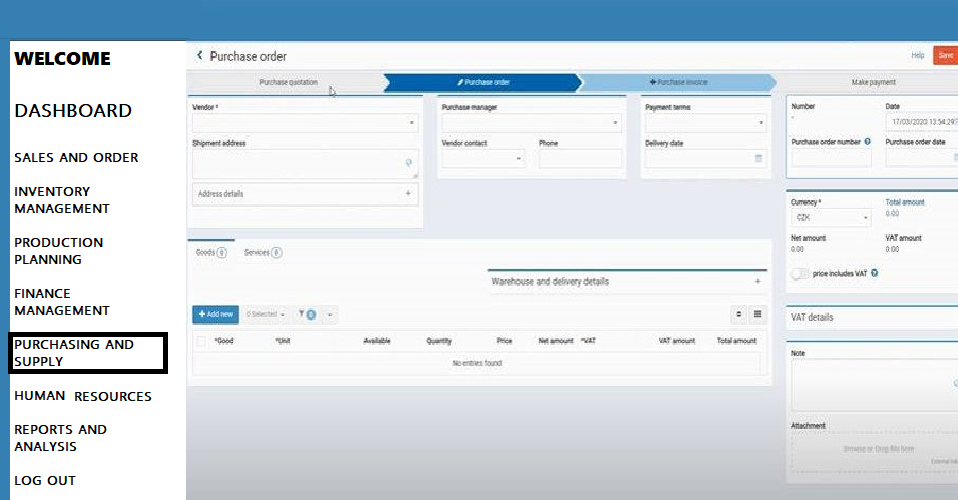 WELCOME
DASHBOARD
SALES AND ORDER
INVENTORY
MANAGEMENT
PRODUCTION
PLANNING
FINANCE
MANAGEMENT
PURCHASING AND
SUPPLY
HUMAN RESOURCES
REPORTS AND
ANALYSIS
LOG OUT
Purchase order
Help Save
Purchase quotation Purchase order Purchase invoice Make payment
Vendor *
Shipment address
Address details +
Purchase manager
Vendor contact Phone
Payment terms
Delivery date
Number Date
- 17/03/2020 13:54:29
Purchase order number ? Purchase order date
Currency * Total amount
CZK 0.00
Net amount VAT amount
0.00 0.00
price includes VAT ?
VAT details
Note
Attachment
Browse or Drag file here
Goods 0 Services 0
Warehouse and delivery details +
+ Add new 0 Selected 0
*Good *Unit Available Quantity Price Net amount *VAT VAT amount Total amount
No entries found